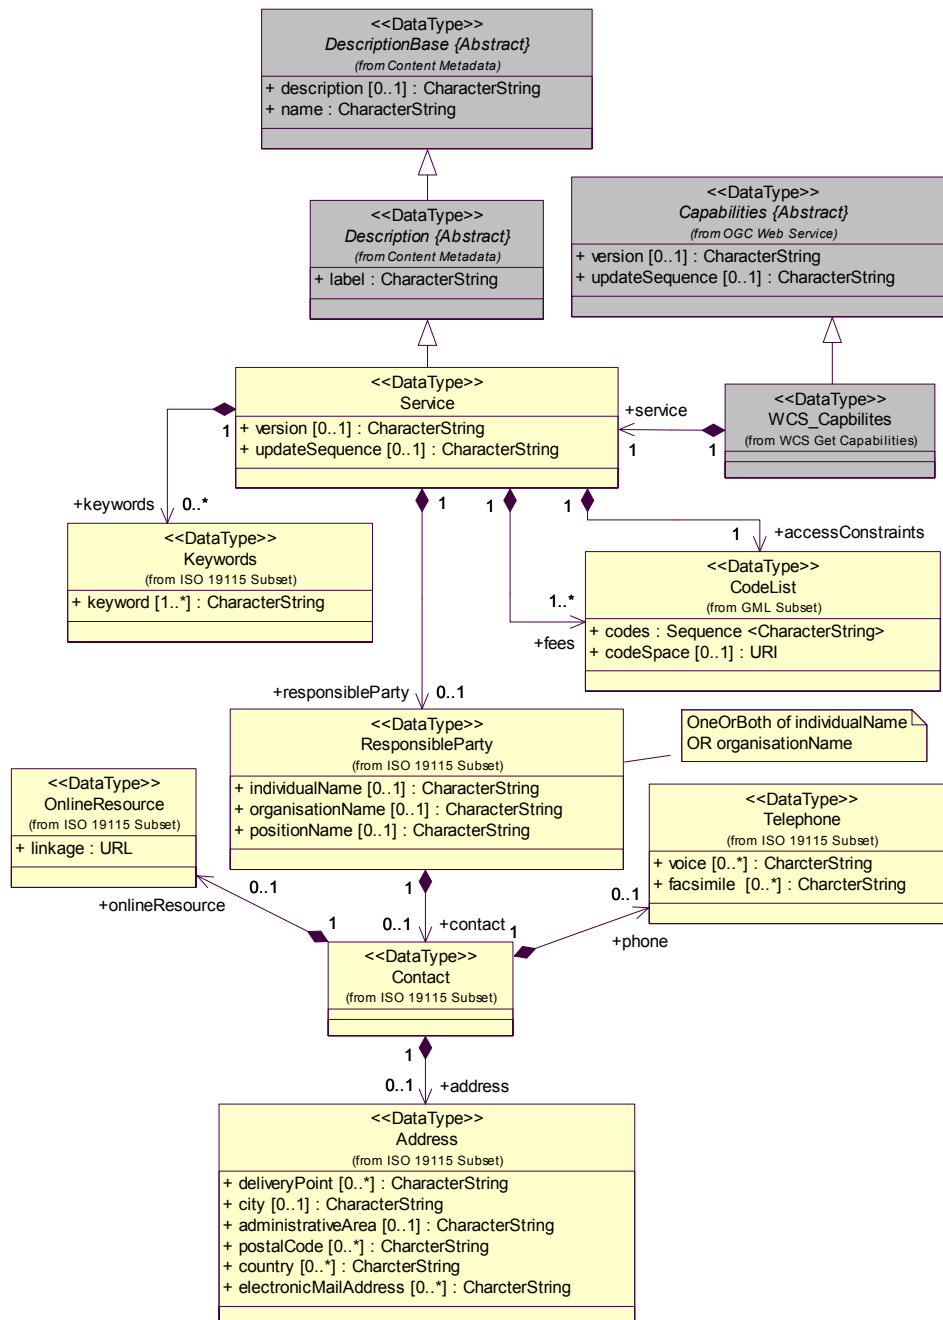 <<DataType>>
DescriptionBase {Abstract}
(from Content Metadata)
+ description [0..1] : CharacterString
+ name : CharacterString
<<DataType>>
Description {Abstract}
(from Content Metadata)
+ label : CharacterString
<<DataType>>
Capabilities {Abstract}
(from OGC Web Service)
+ version [0..1] : CharacterString
+ updateSequence [0..1] : CharacterString
<<DataType>>
Service
+ version [0..1] : CharacterString
+ updateSequence [0..1] : CharacterString
+service
1
1
<<DataType>>
WCS_Capbilites
(from WCS Get Capabilities)
1
+keywords
0..*
1
1
1
1
+accessConstraints
<<DataType>>
Keywords
(from ISO 19115 Subset)
+ keyword [1..*] : CharacterString
1..*
+fees
<<DataType>>
CodeList
(from GML Subset)
+ codes : Sequence <CharacterString>
+ codeSpace [0..1] : URI
+responsibleParty
0..1
<<DataType>>
ResponsibleParty
(from ISO 19115 Subset)
+ individualName [0..1] : CharacterString
+ organisationName [0..1] : CharacterString
+ positionName [0..1] : CharacterString
OneOrBoth of individualName
OR organisationName
<<DataType>>
OnlineResource
(from ISO 19115 Subset)
+ linkage : URL
<<DataType>>
Telephone
(from ISO 19115 Subset)
+ voice [0..*] : CharcterString
+ facsimile [0..*] : CharcterString
0..1
+onlineResource
1
1
0..1
+contact
1
0..1
+phone
<<DataType>>
Contact
(from ISO 19115 Subset)
1
0..1
+address
<<DataType>>
Address
(from ISO 19115 Subset)
+ deliveryPoint [0..*] : CharacterString
+ city [0..1] : CharacterString
+ administrativeArea [0..1] : CharacterString
+ postalCode [0..*] : CharcterString
+ country [0..*] : CharcterString
+ electronicMailAddress [0..*] : CharcterString